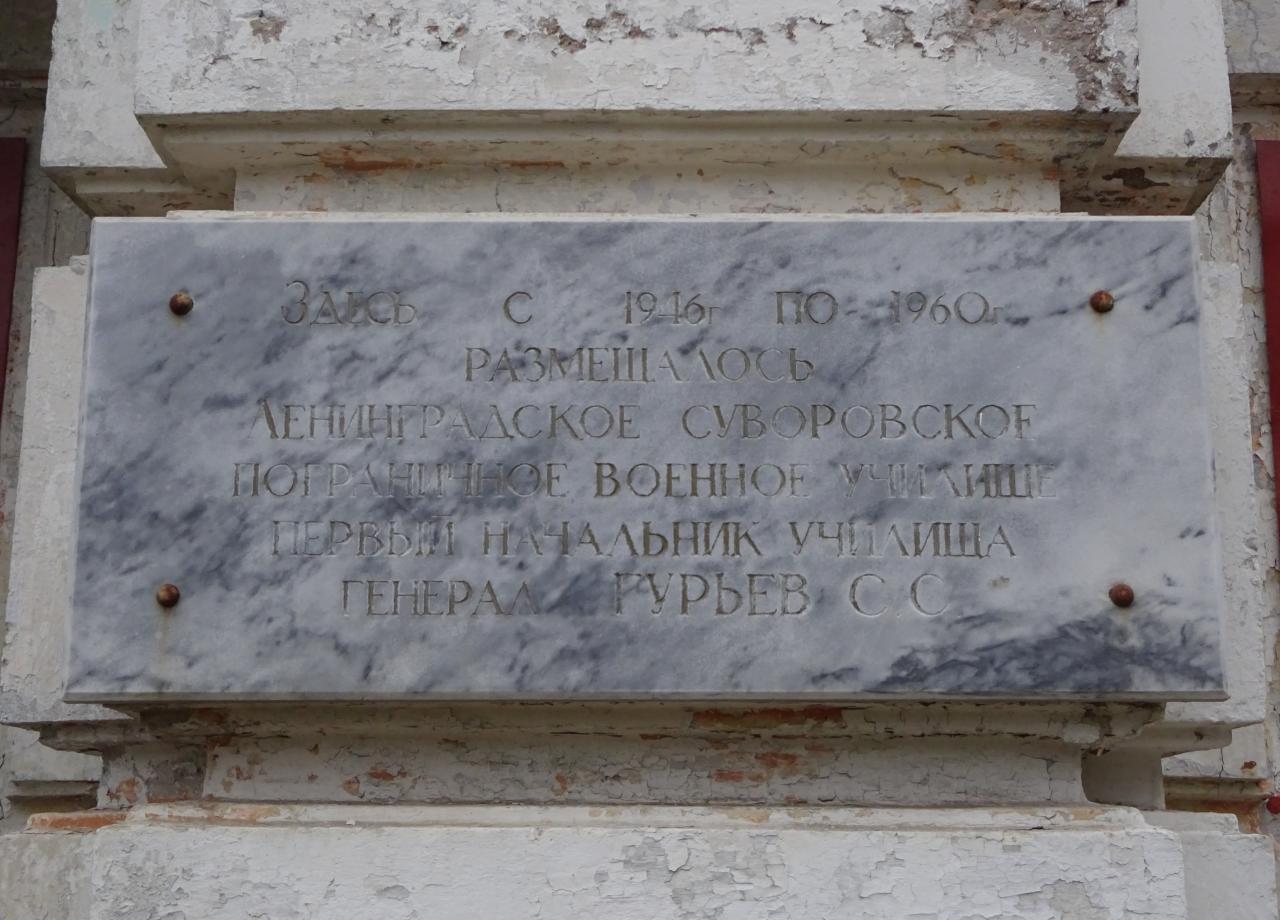 Здесь с 1946г по 1960г.
РАЗМЕЩАЛОСЬ
ЛЕНИНГРАДСКОЕ СУВОРОВСКОЕ
ПОГРАНИЧНОЕ ВОЕННОЕ УЧИЛИЩЕ
ПЕРВЫЙ НАЧАЛЬНИК УЧИЛИЩА
ГЕНЕРАЛ ГУРЬЕВ С.С